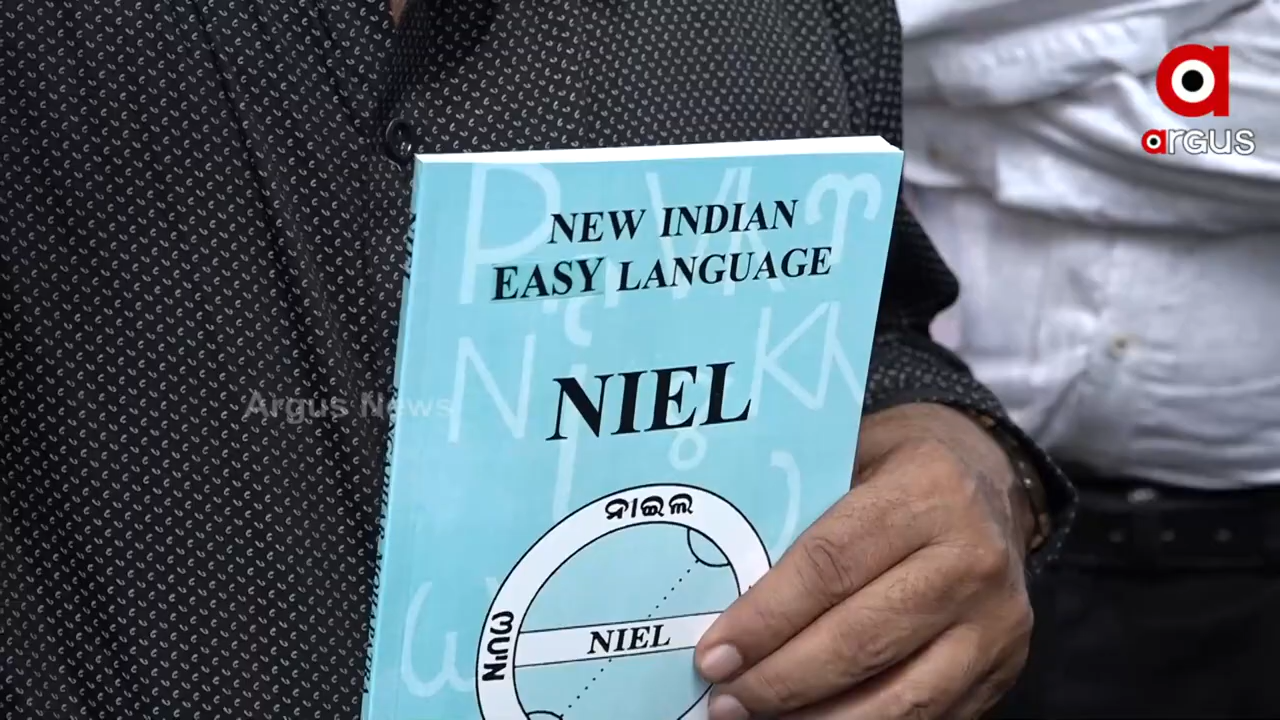 argus
NEW INDIAN
EASY LANGUAGE
NIEL
Argus News
ନାଇଲ
NIEL